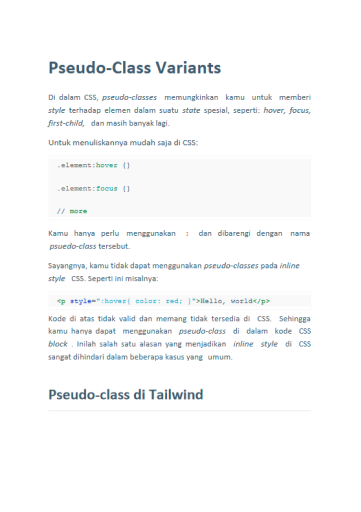 Pseudo-Class Variants
Di dalam CSS, pseudo-classes memungkinkan kamu untuk memberi
style terhadap elemen dalam suatu state spesial, seperti: hover, focus,
first-child, dan masih banyak lagi.
Untuk menuliskannya mudah saja di CSS:
.element:hover {}
.element:focus {}
// more
Kamu hanya perlu menggunakan : dan dibarengi dengan nama
psuedo-class tersebut.
Sayangnya, kamu tidak dapat menggunakan pseudo-classes pada inline
style CSS. Seperti ini misalnya:
<p style=":hover{ color: red; }">Hello, world</p>
Kode di atas tidak valid dan memang tidak tersedia di CSS. Sehingga
kamu hanya dapat menggunakan pseudo-class di dalam kode CSS
block . Inilah salah satu alasan yang menjadikan inline style di CSS
sangat dihindari dalam beberapa kasus yang umum.
Pseudo-class di Tailwind